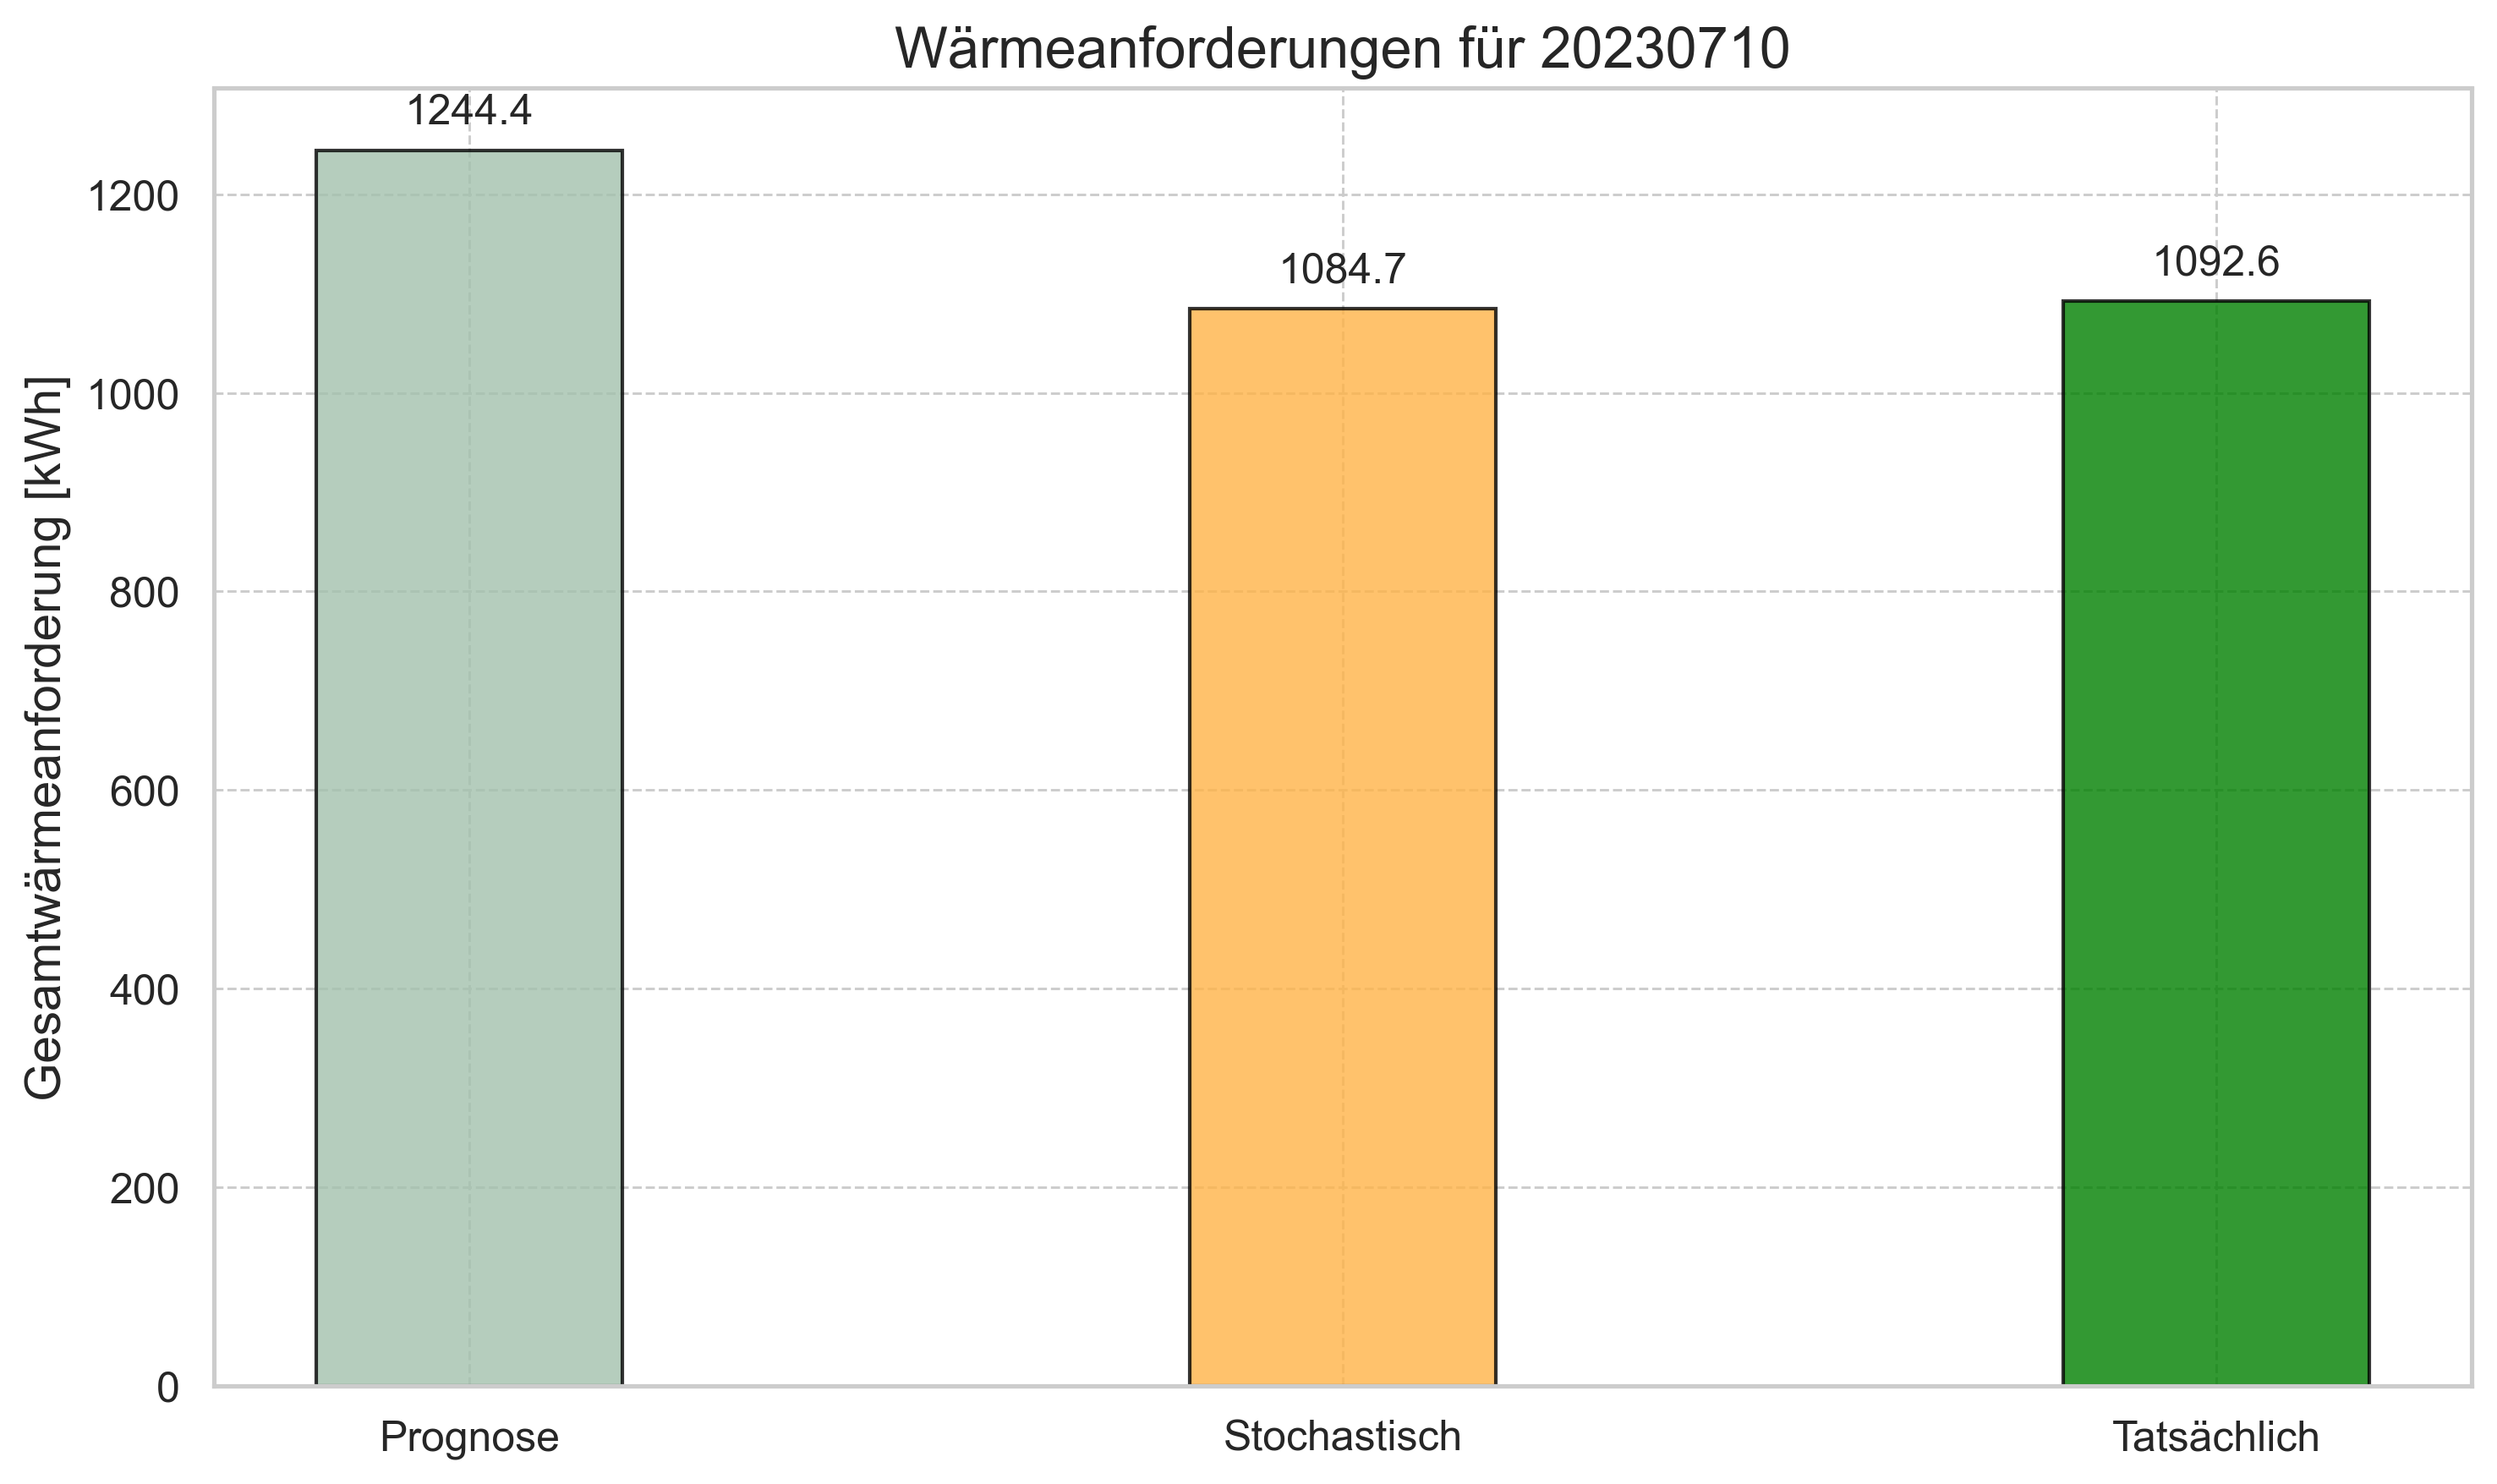 Wärmeanforderungen für 20230710
Gesamtwärmeanforderung [kWh]
1200
1000
800
600
400
200
0
1244.4
1084.7
1092.6
Prognose
Stochastisch
Tatsächlich